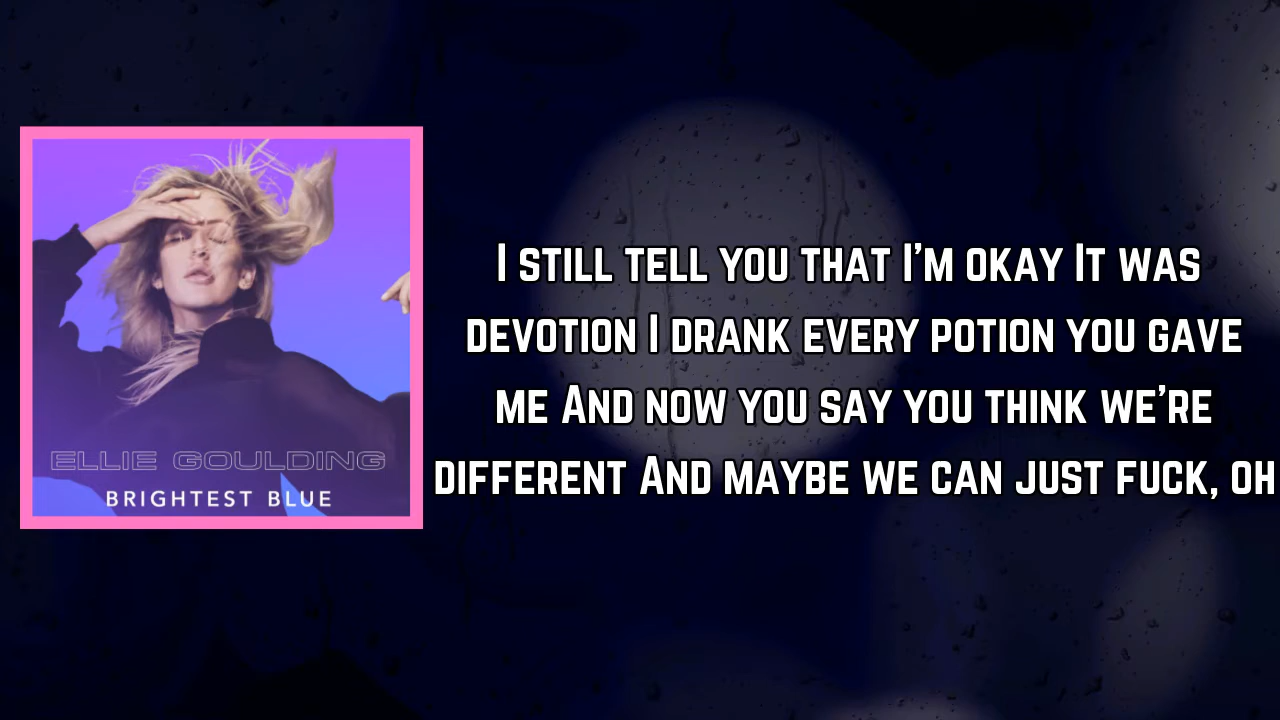 I STILL TELL YOU THAT I'M OKAY IT WAS
DEVOTION I DRANK EVERY POTION YOU GAVE
ME AND NOW YOU SAY YOU THINK WE'RE
DIFFERENT AND MAYBE WE CAN JUST FUCK, OH
ELLIE GOULDING
BRIGHTEST BLUE